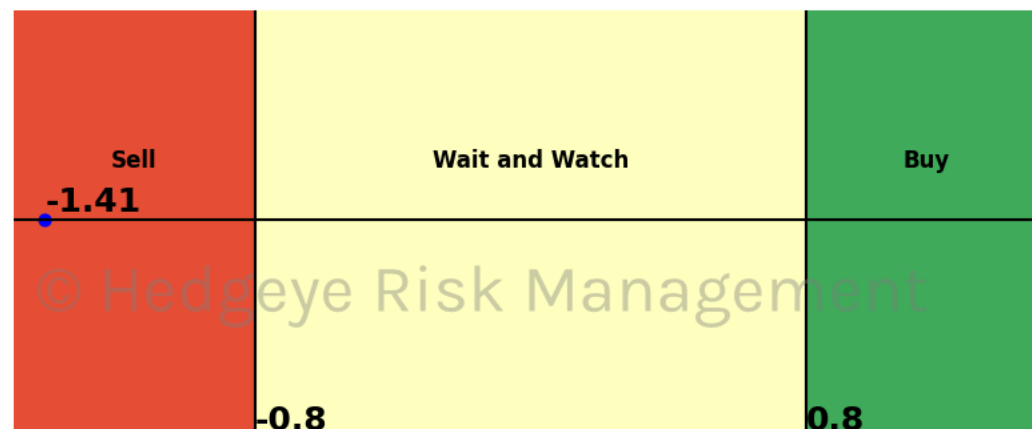 Sell
Wait and Watch
Buy
-1.41
© Hedgeye Risk Management
-0.8
0.8